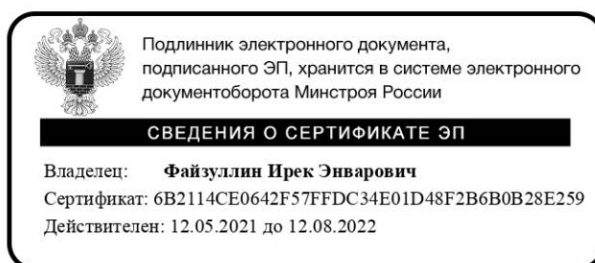 Подлинник электронного документа,
подписанного ЭП, хранится в системе электронного
документоборота Минстроя России
СВЕДЕНИЯ О СЕРТИФИКАТЕ ЭП
Владелец: Файзуллин Ирек Энварович
Сертификат: 6B2114CE0642F57FFDC34E01D48F2B6B0B28E259
Действителен: 12.05.2021 до 12.08.2022